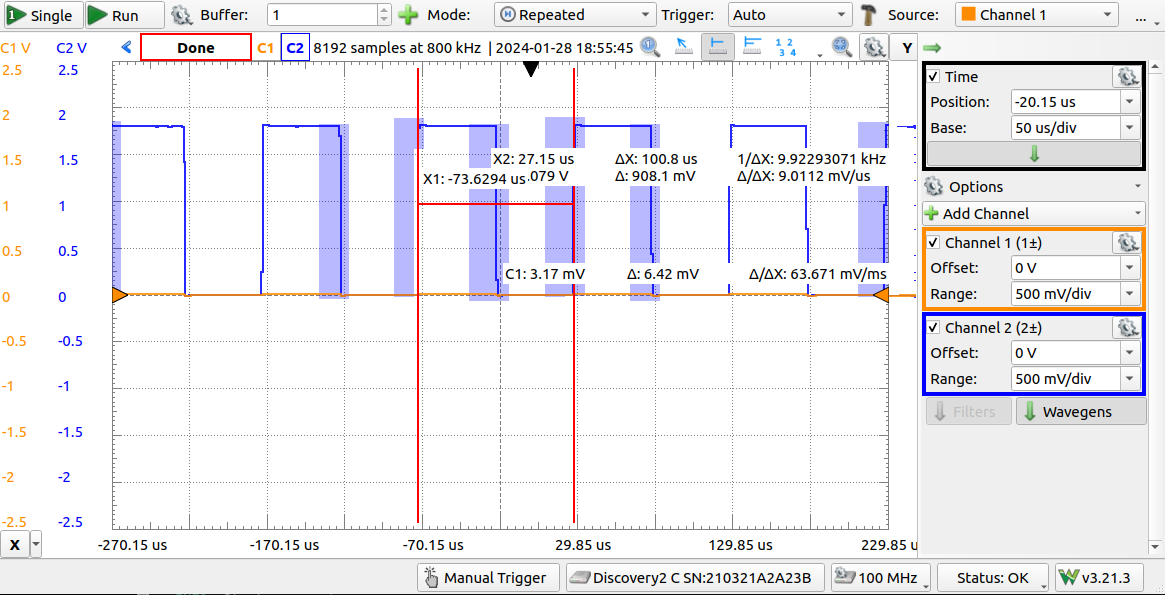 1 Single Run Buffer: 1 Mode: Repeated Trigger: Auto Source: Channel 1 ...
C1 V C2 V Done C1 C2 8192 samples at 800 kHz | 2024-01-28 18:55:45 1 2 3 4 Y
2.5 2.5
2 2
1.5 1.5
1 1
0.5 0.5
0 0
-0.5 -0.5
-1 -1
-1.5 -1.5
-2 -2
-2.5 -2.5
X2: 27.15 us ΔX: 100.8 us 1/ΔX: 9.92293071 kHz
X1: -73.6294 us .079 V Δ: 908.1 mV Δ/ΔX: 9.0112 mV/us
C1: 3.17 mV Δ: 6.42 mV Δ/ΔX: 63.671 mV/ms
X -270.15 us -170.15 us -70.15 us 29.85 us 129.85 us 229.85 u
Time
Position: -20.15 us
Base: 50 us/div
Options
Add Channel
Channel 1 (1±)
Offset: 0 V
Range: 500 mV/div
Channel 2 (2±)
Offset: 0 V
Range: 500 mV/div
Filters Wavegens
Manual Trigger Discovery2 C SN:210321A2A23B 100 MHz Status: OK W v3.21.3